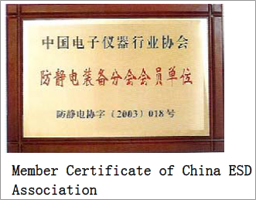 中国电子仪器行业协会
防静电装备分会会员单位
防静电协字（2003）018号
Member Certificate of China ESD
Association